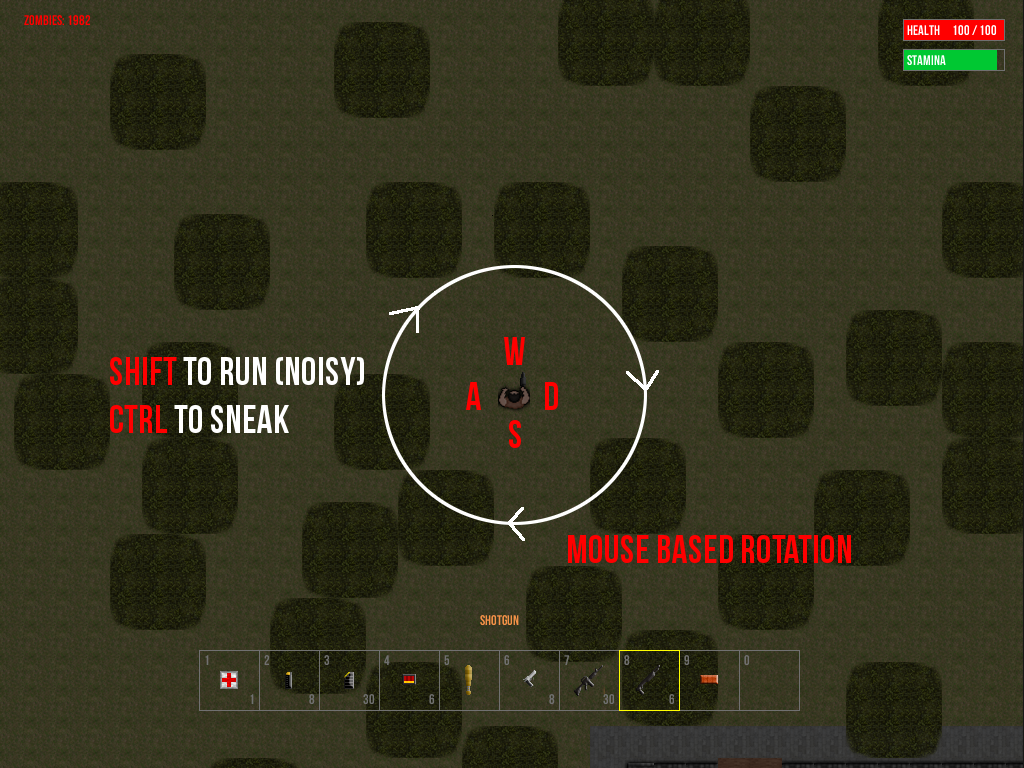 ZOMBIES: 1982
HEALTH 100 / 100
STAMINA
W
SHIFT TO RUN (NOISY)
A D
CTRL TO SNEAK
S
MOUSE BASED ROTATION
SHOTGUN
1 2 3 4 5 6 7 8 9 0
1 8 30 6 8 30 6